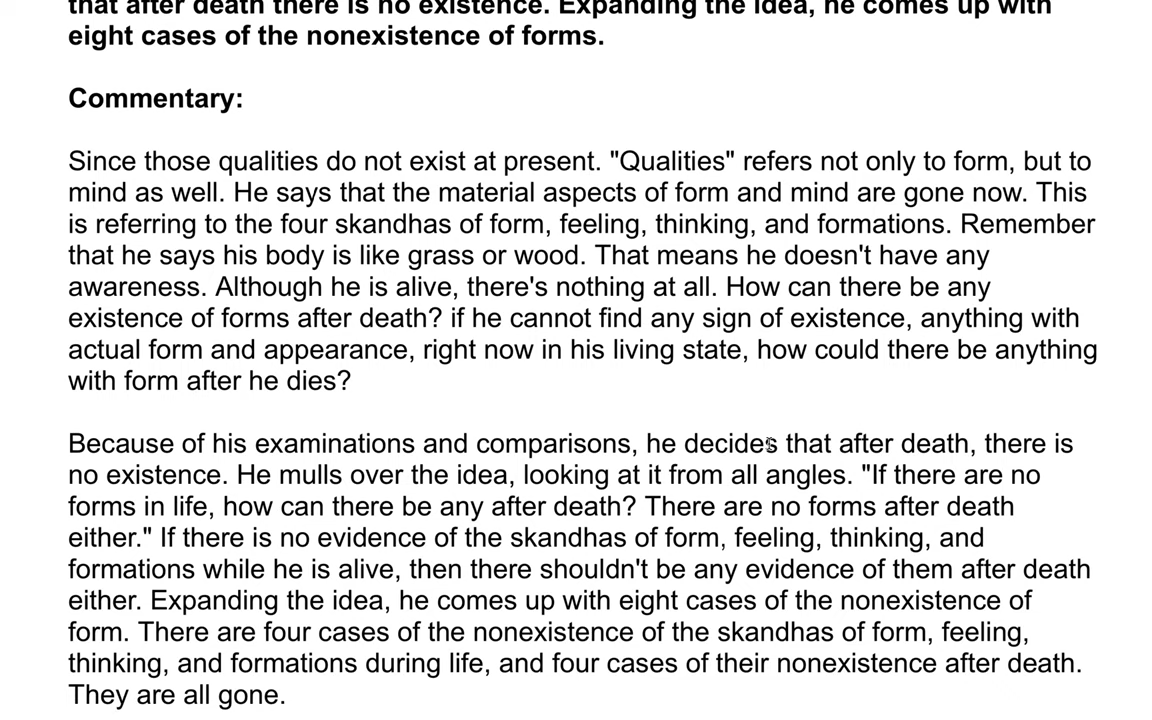 that after death there is no existence. Expanding the idea, he comes up with
eight cases of the nonexistence of forms.
Commentary:
Since those qualities do not exist at present. "Qualities" refers not only to form, but to
mind as well. He says that the material aspects of form and mind are gone now. This
is referring to the four skandhas of form, feeling, thinking, and formations. Remember
that he says his body is like grass or wood. That means he doesn't have any
awareness. Although he is alive, there's nothing at all. How can there be any
existence of forms after death? if he cannot find any sign of existence, anything with
actual form and appearance, right now in his living state, how could there be anything
with form after he dies?
Because of his examinations and comparisons, he decides that after death, there is
no existence. He mulls over the idea, looking at it from all angles. "If there are no
forms in life, how can there be any after death? There are no forms after death
either." If there is no evidence of the skandhas of form, feeling, thinking, and
formations while he is alive, then there shouldn't be any evidence of them after death
either. Expanding the idea, he comes up with eight cases of the nonexistence of
form. There are four cases of the nonexistence of the skandhas of form, feeling,
thinking, and formations during life, and four cases of their nonexistence after death.
They are all gone.